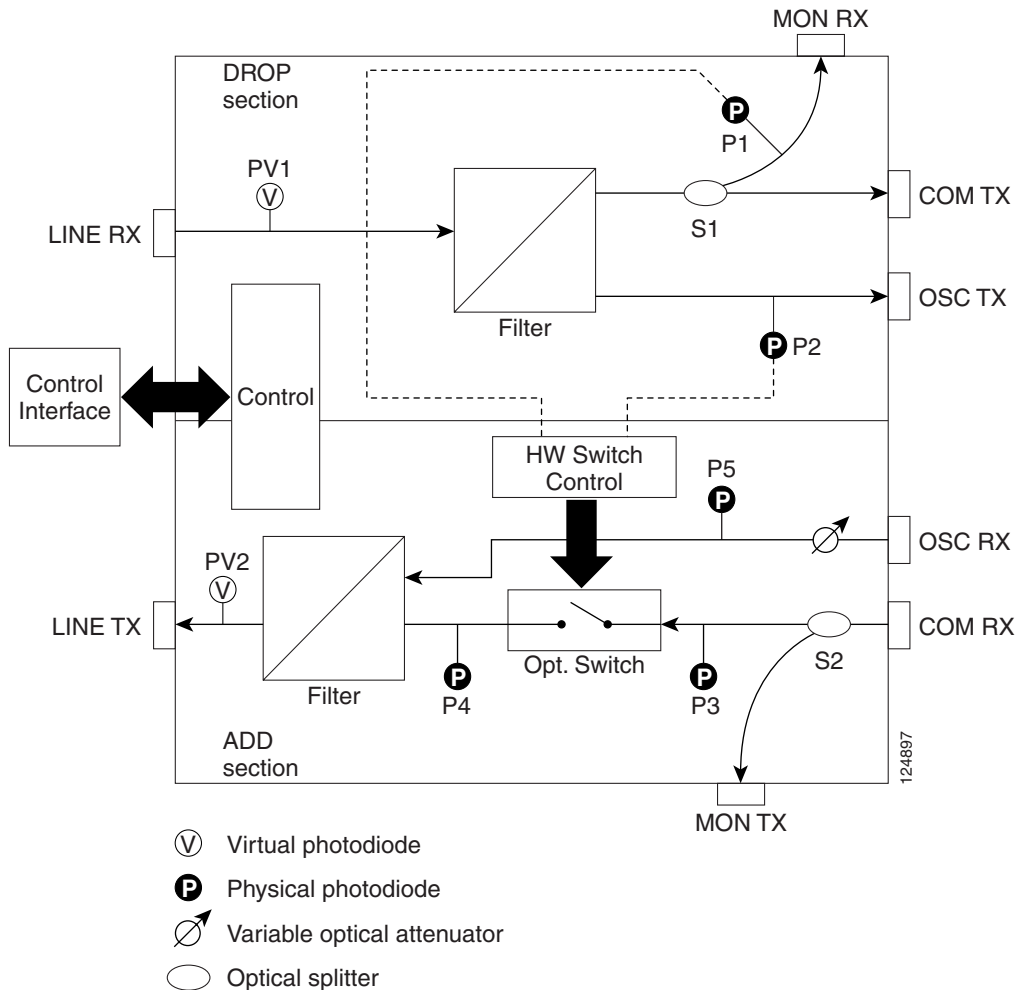 MON RX
DROP
section
P
P1
PV1
V
COM TX
S1
LINE RX
OSC TX
Filter
P
P2
Control
Interface
Control
HW Switch
Control
P5
P
OSC RX
PV2
V
LINE TX
COM RX
S2
Opt. Switch
P
P
Filter
P4
P3
ADD
section
124897
MON TX
V Virtual photodiode
P Physical photodiode
Variable optical attenuator
Optical splitter